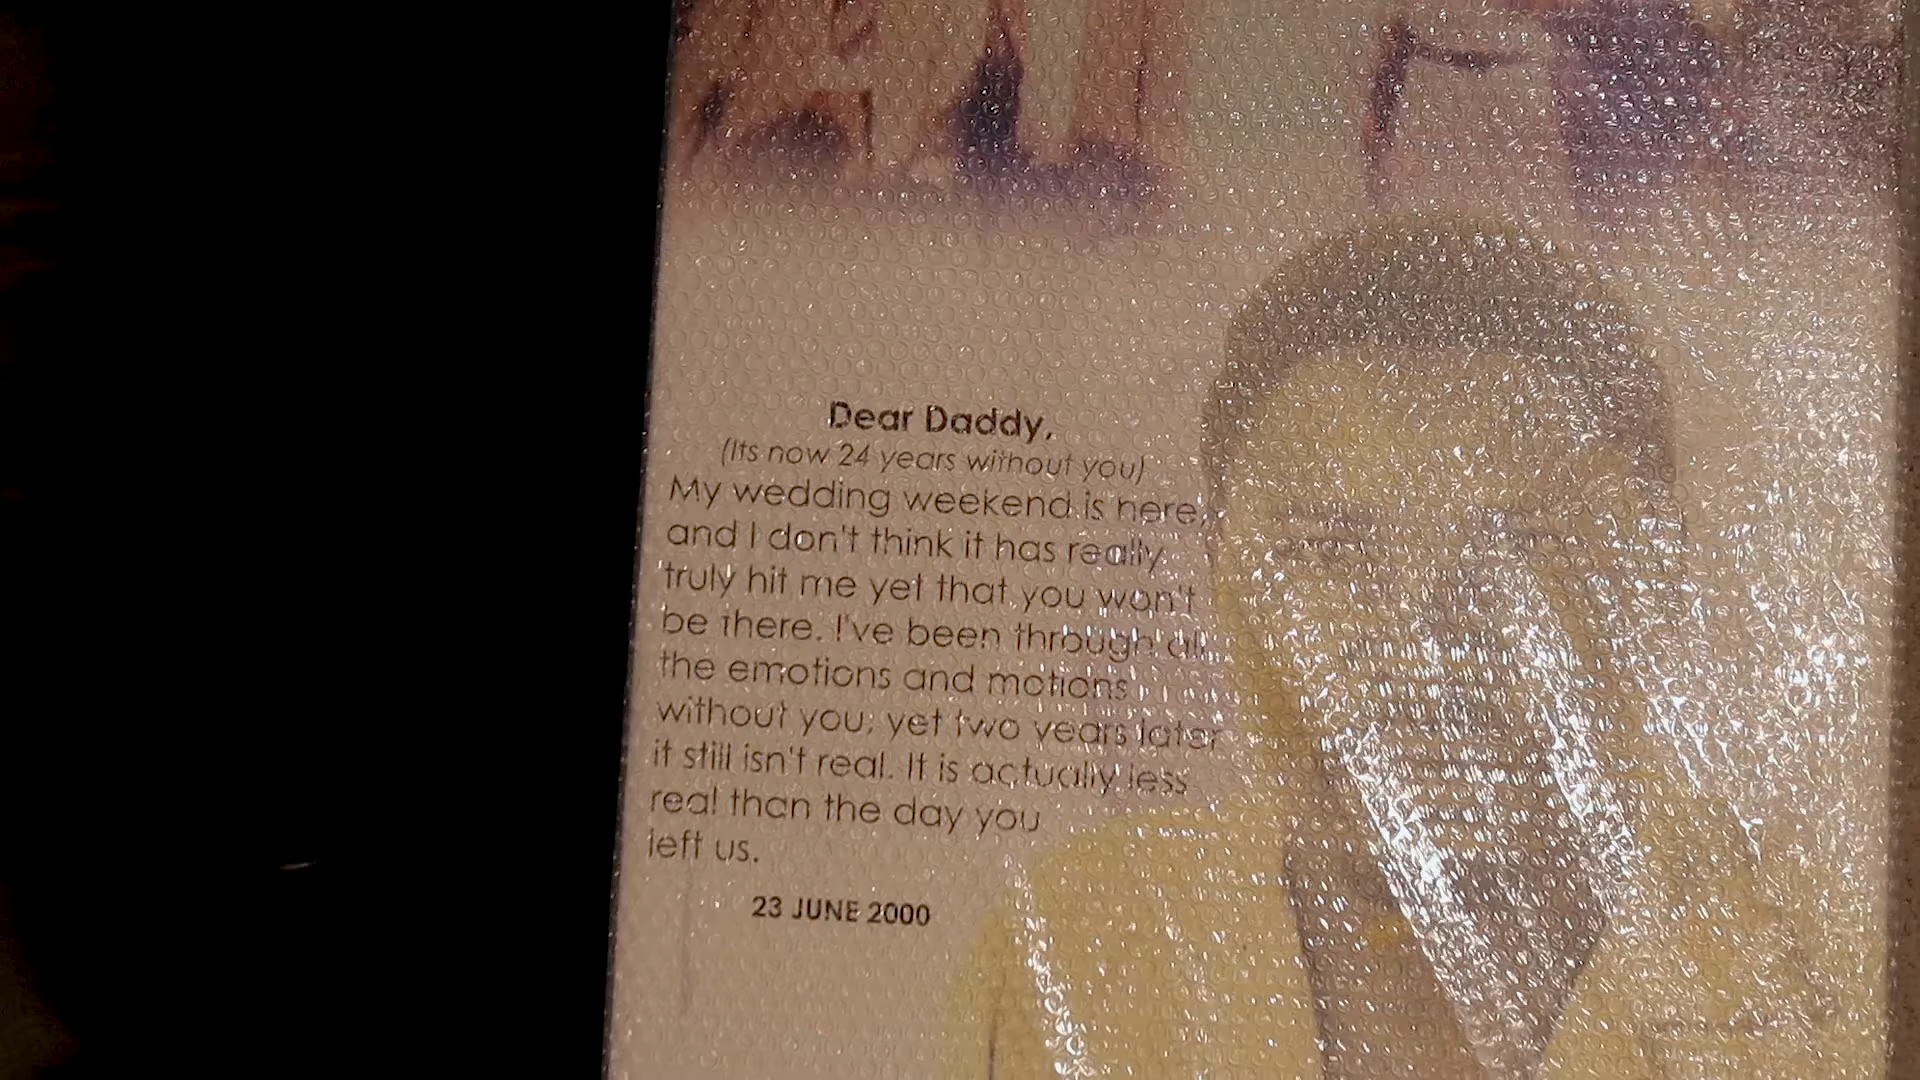 Dear Daddy,
(Its now 24 years without you)
My wedding weekend is here,
and I don't think it has really
truly hit me yet that you won't
be there. I've been through all
the emotions and motions
without you; yet two years later
it still isn't real. It is actually less
real than the day you
left us.
23 JUNE 2000